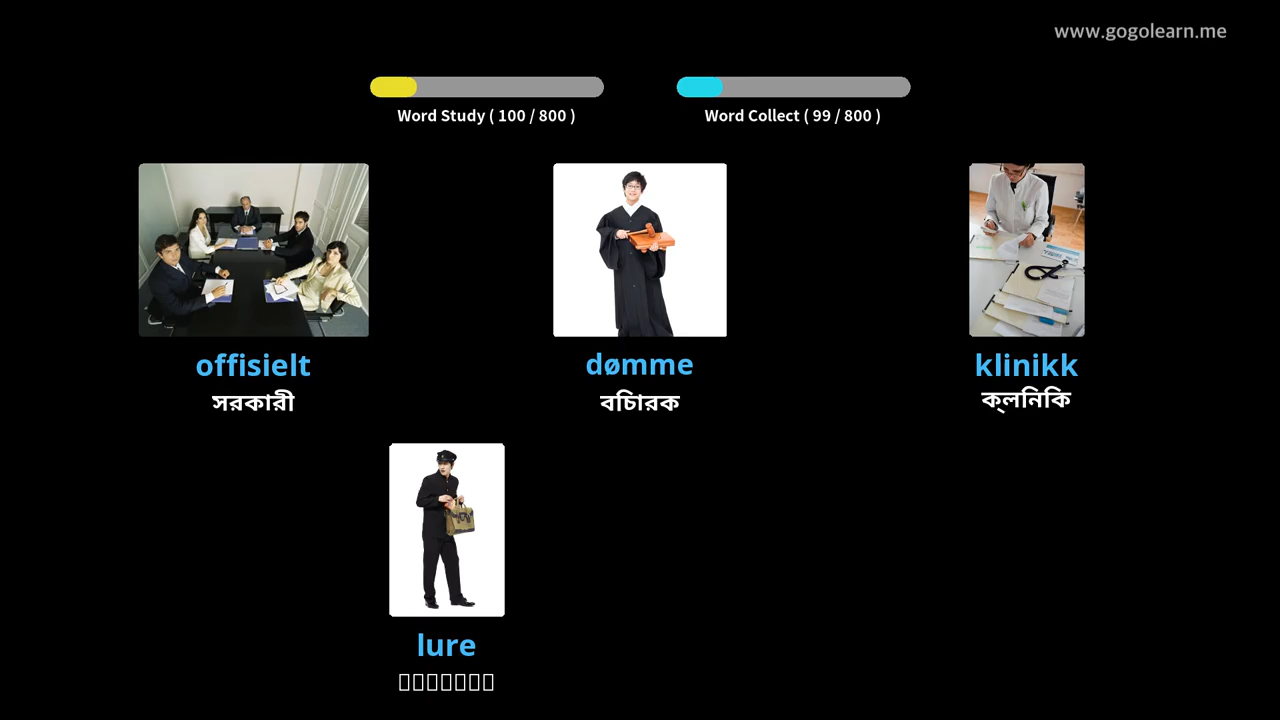 www.gogolearn.me
Word Study ( 100 / 800 )
Word Collect ( 99 / 800 )
offisielt
dømme
klinikk
সরকারী
বিচারক
ক্লিনিক
lure